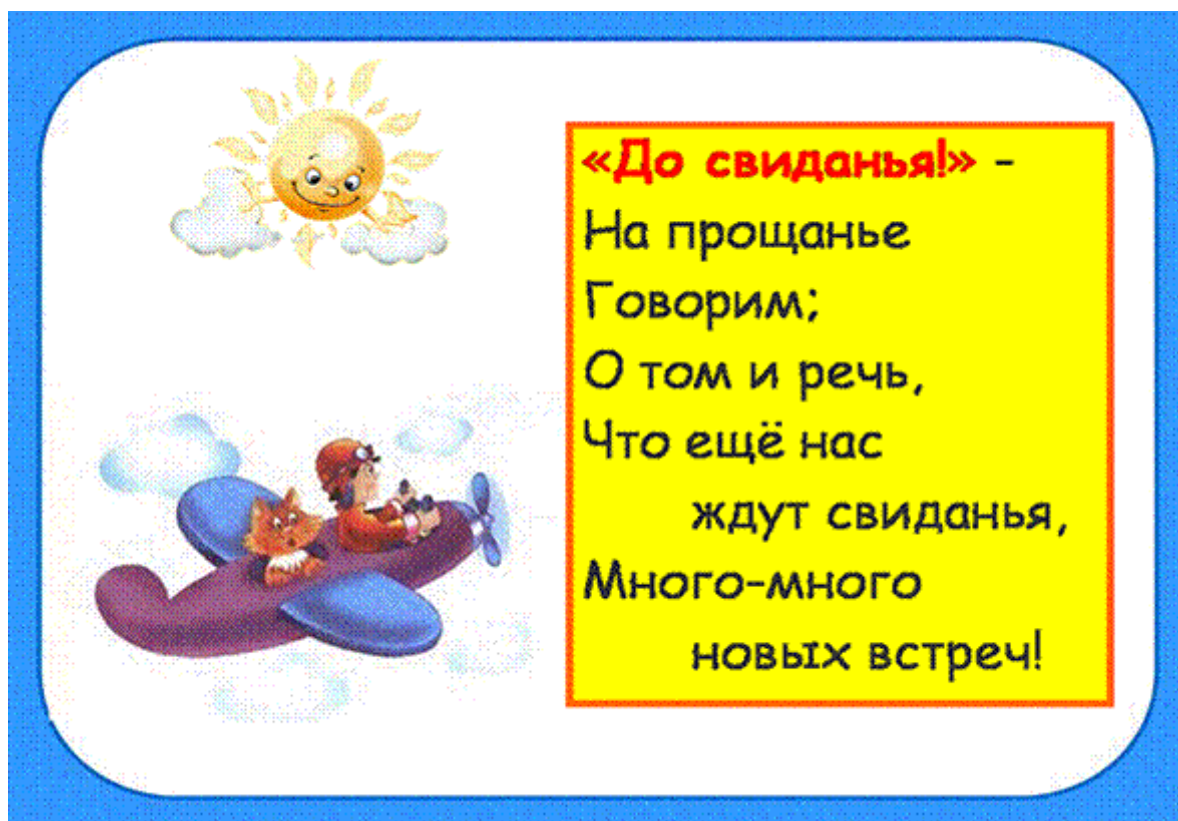 «До свиданья!» -
На прощанье
Говорим;
О том и речь,
Что ещё нас
ждут свиданья,
Много-много
новых встреч!